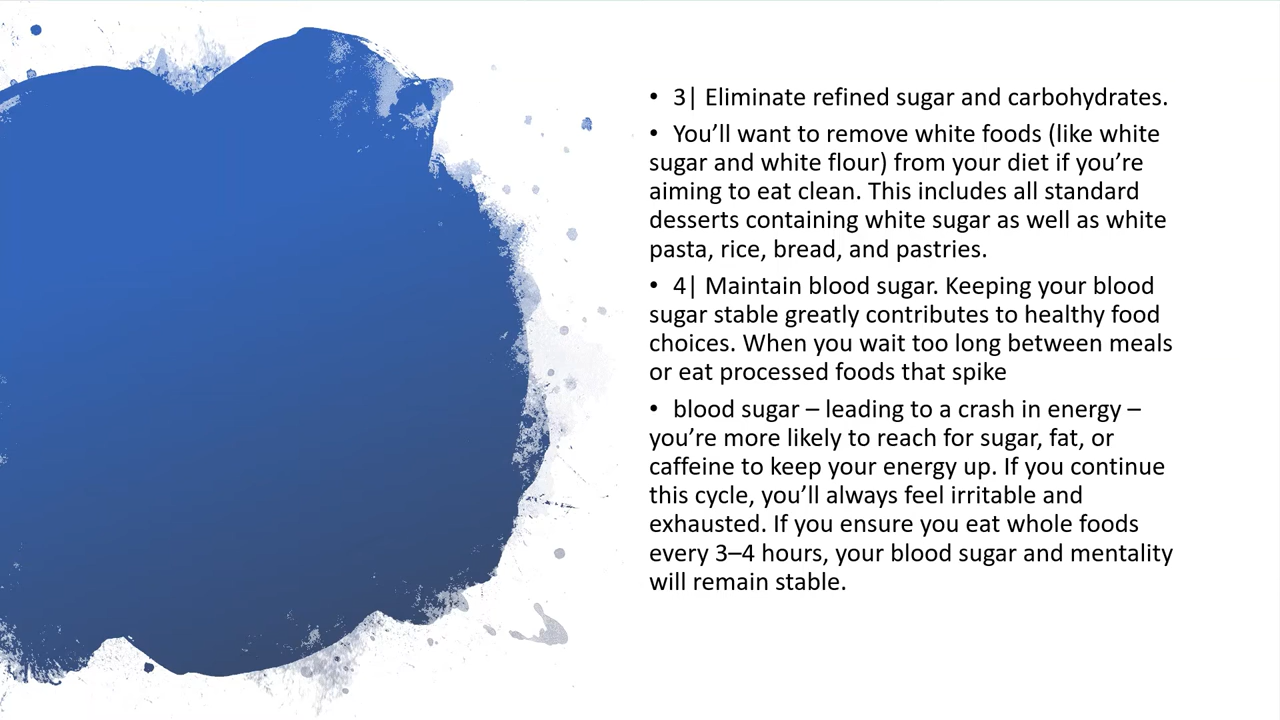 • 3| Eliminate refined sugar and carbohydrates.
• You’ll want to remove white foods (like white
sugar and white flour) from your diet if you’re
aiming to eat clean. This includes all standard
desserts containing white sugar as well as white
pasta, rice, bread, and pastries.
• 4| Maintain blood sugar. Keeping your blood
sugar stable greatly contributes to healthy food
choices. When you wait too long between meals
or eat processed foods that spike
• blood sugar – leading to a crash in energy –
you’re more likely to reach for sugar, fat, or
caffeine to keep your energy up. If you continue
this cycle, you’ll always feel irritable and
exhausted. If you ensure you eat whole foods
every 3–4 hours, your blood sugar and mentality
will remain stable.